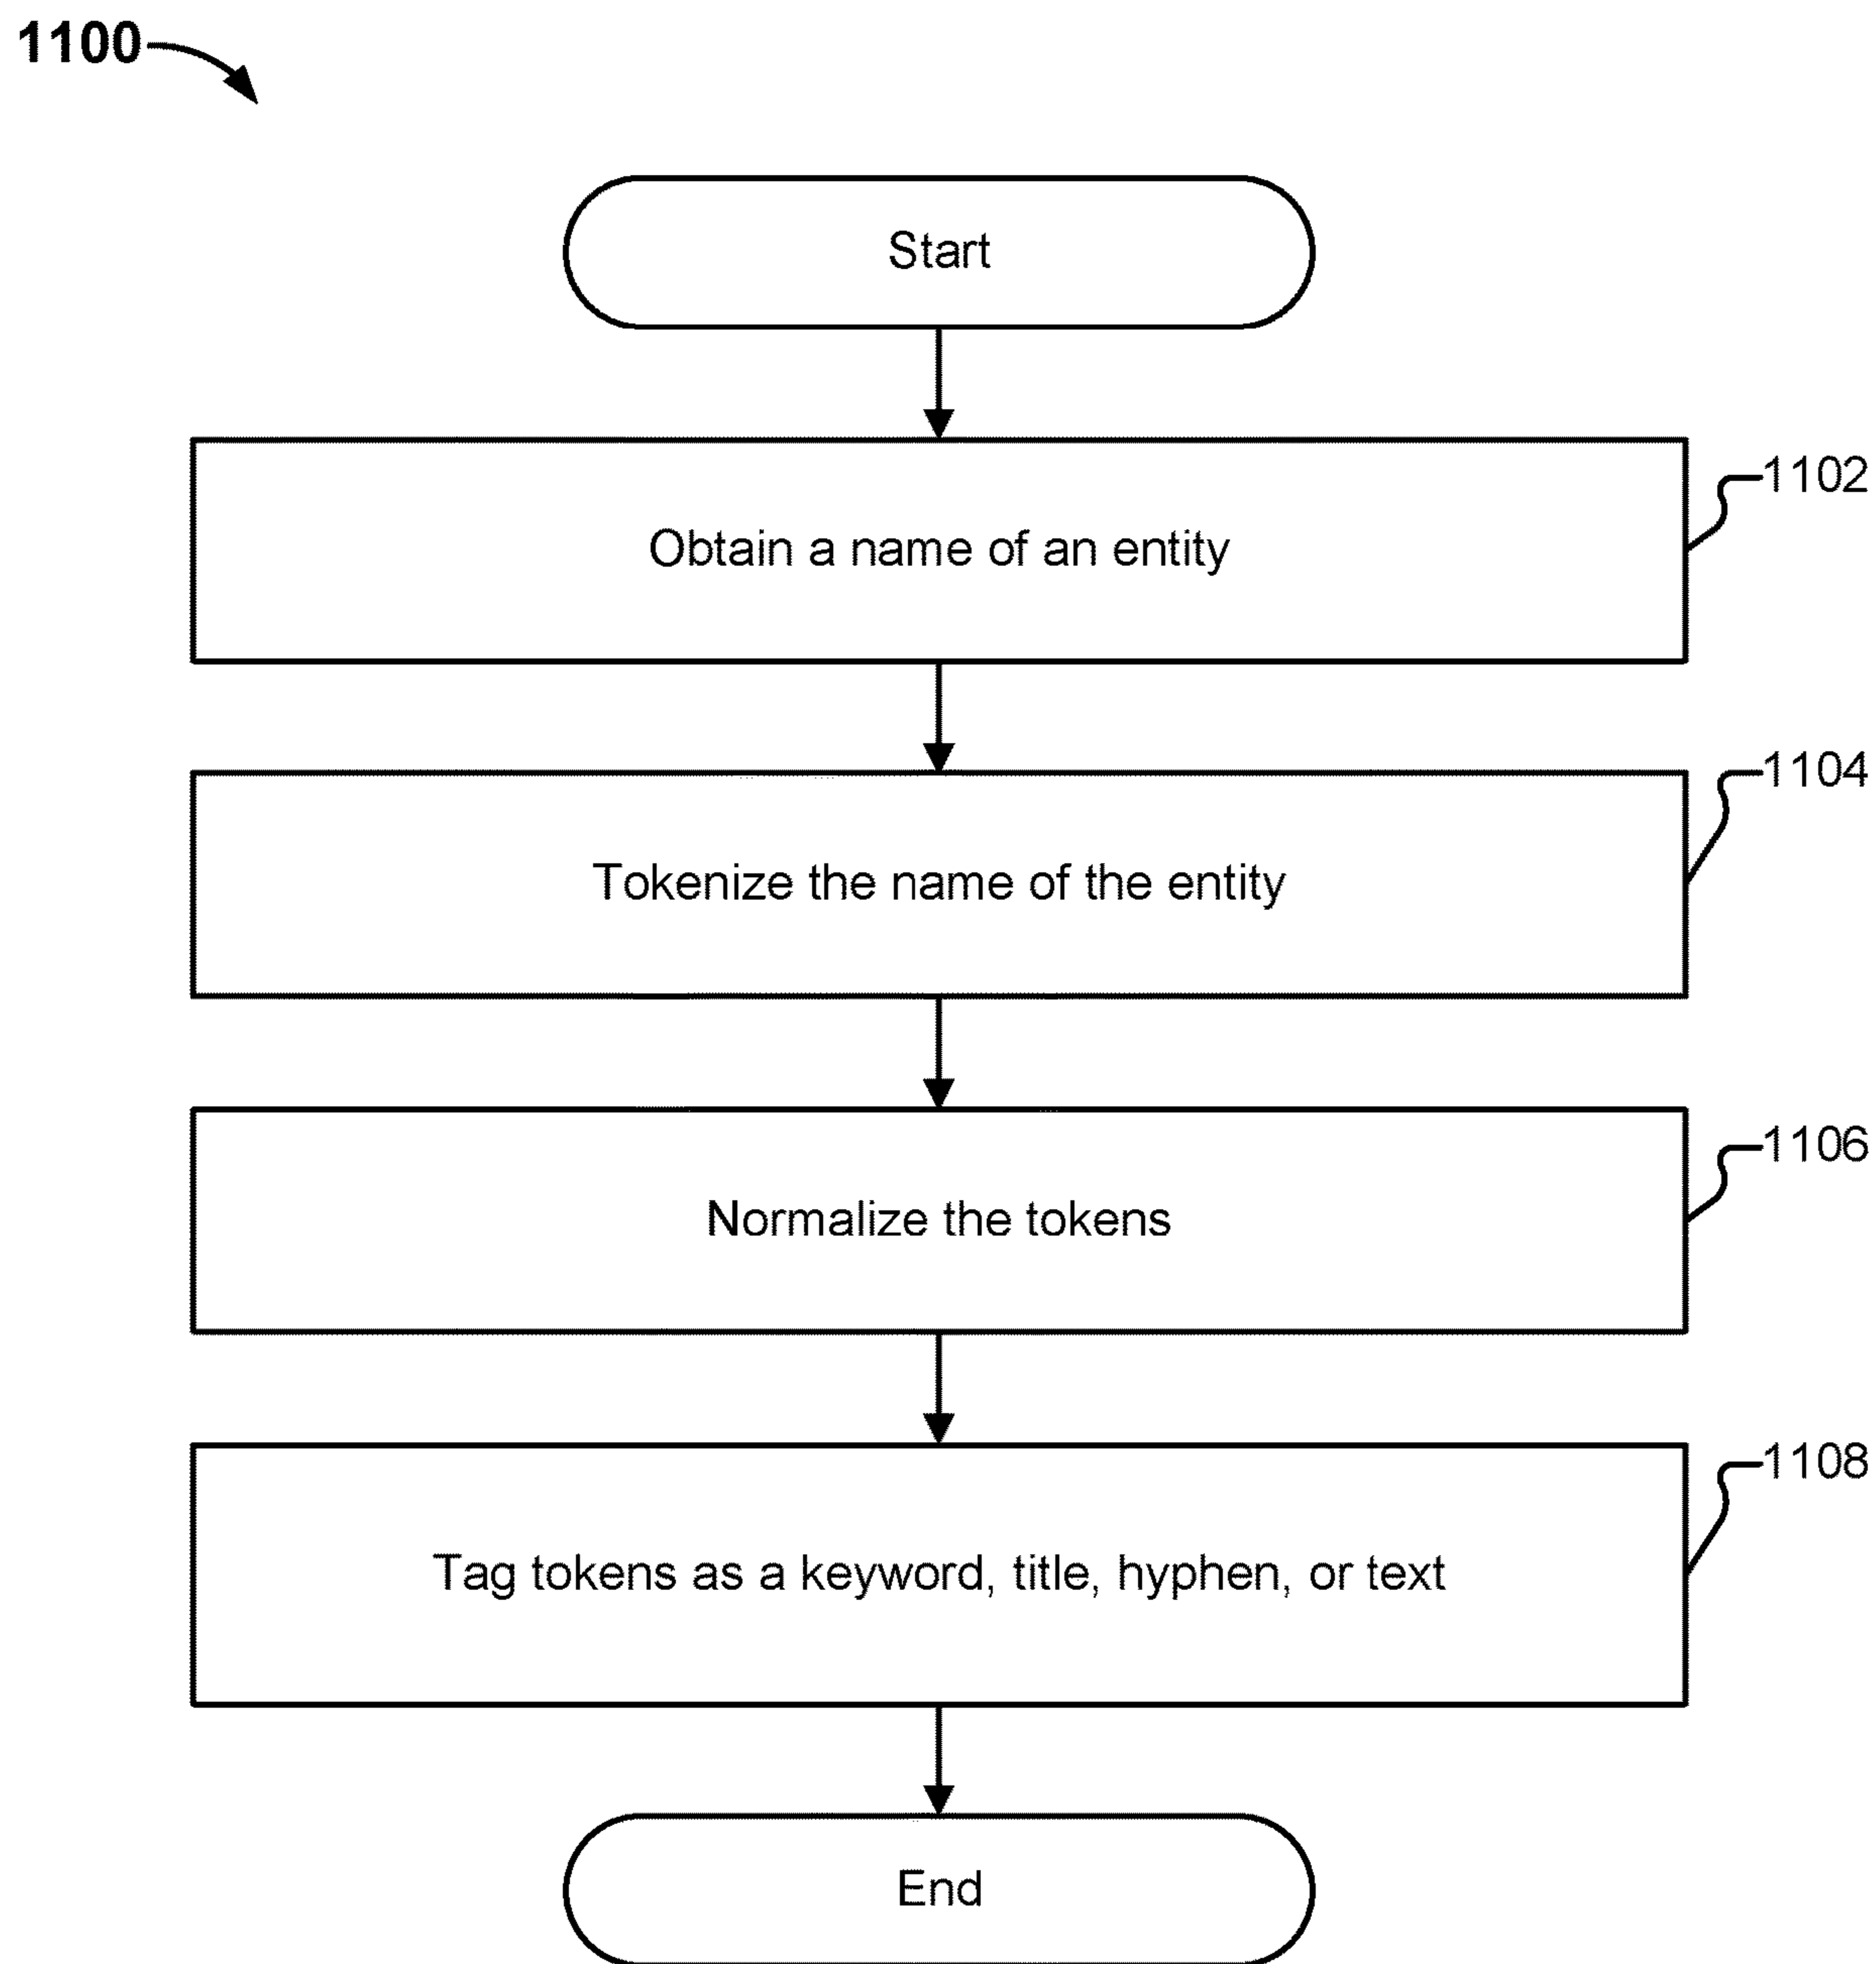 1100
Start
1102
Obtain a name of an entity
1104
Tokenize the name of the entity
1106
Normalize the tokens
1108
Tag tokens as a keyword, title, hyphen, or text
End